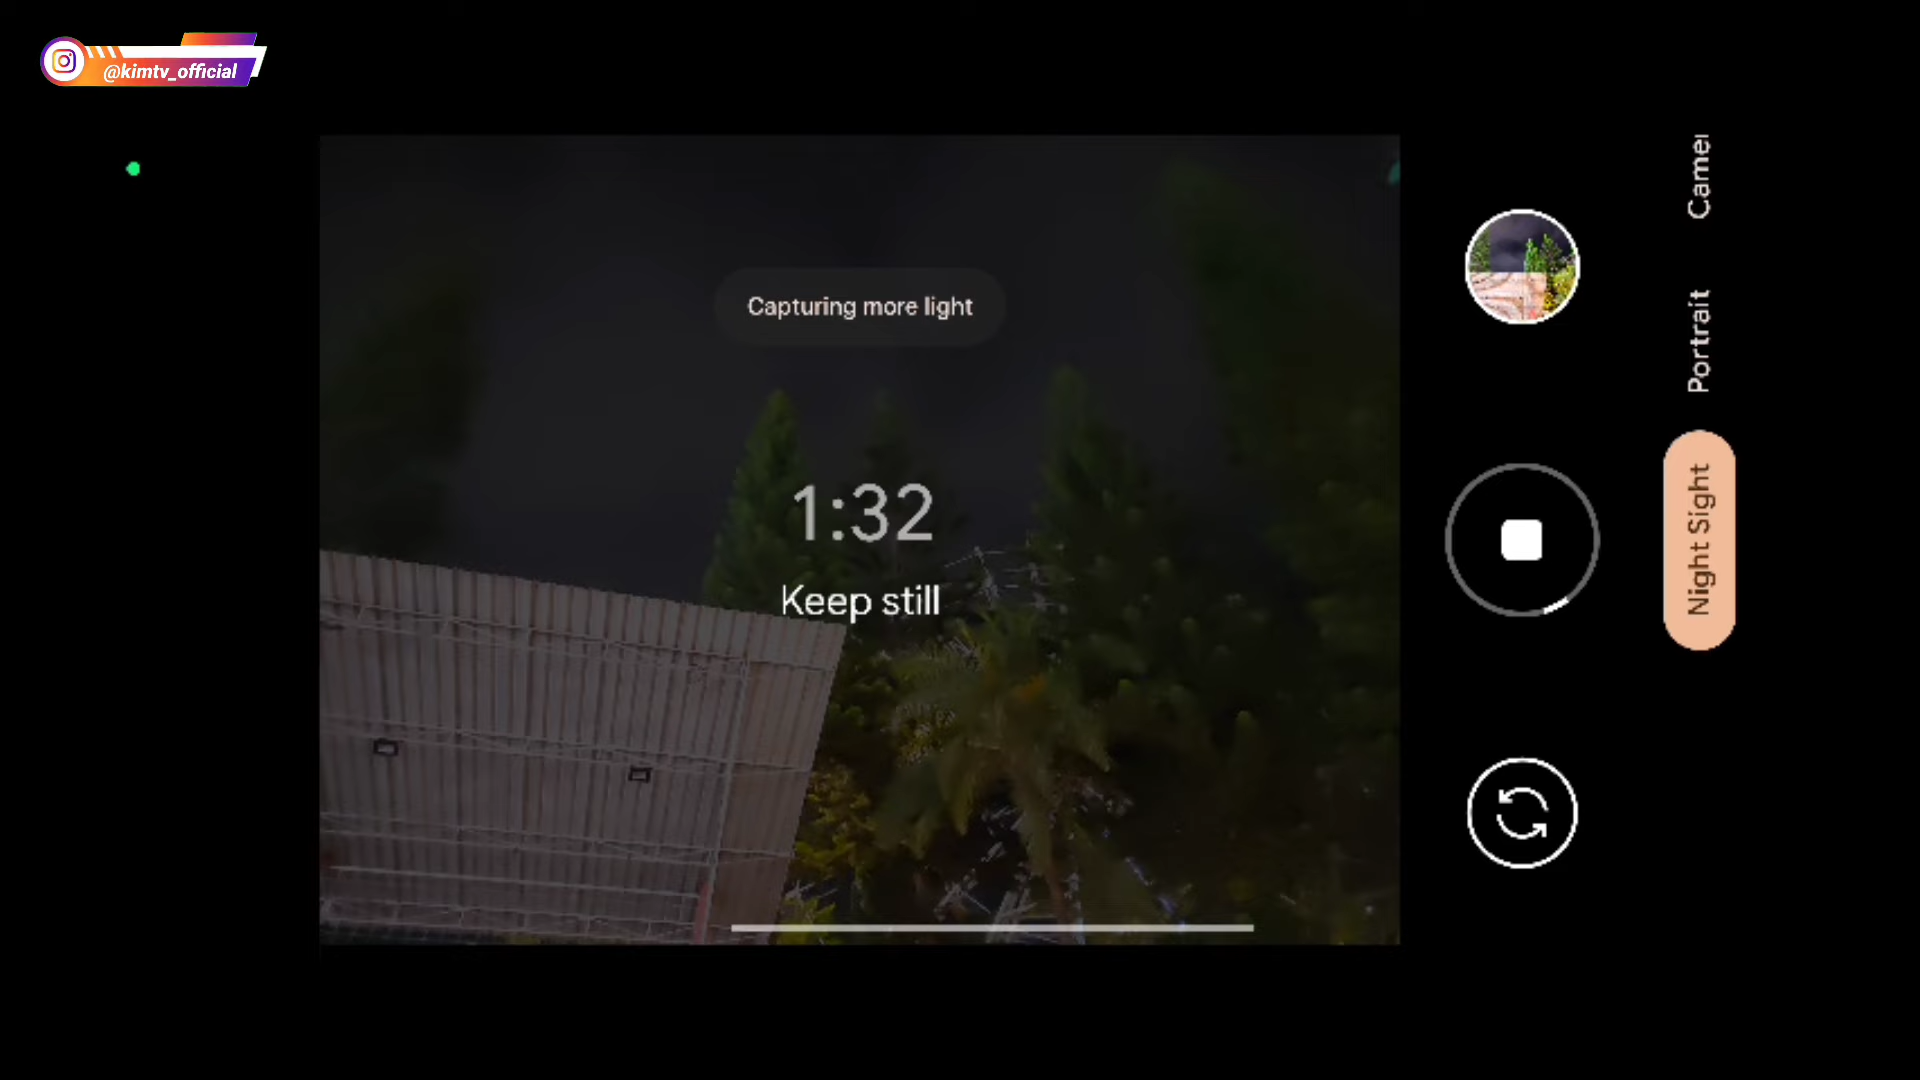 @kimtv_official
Capturing more light
1:32
Keep still
Camer
Portrait
Night Sight